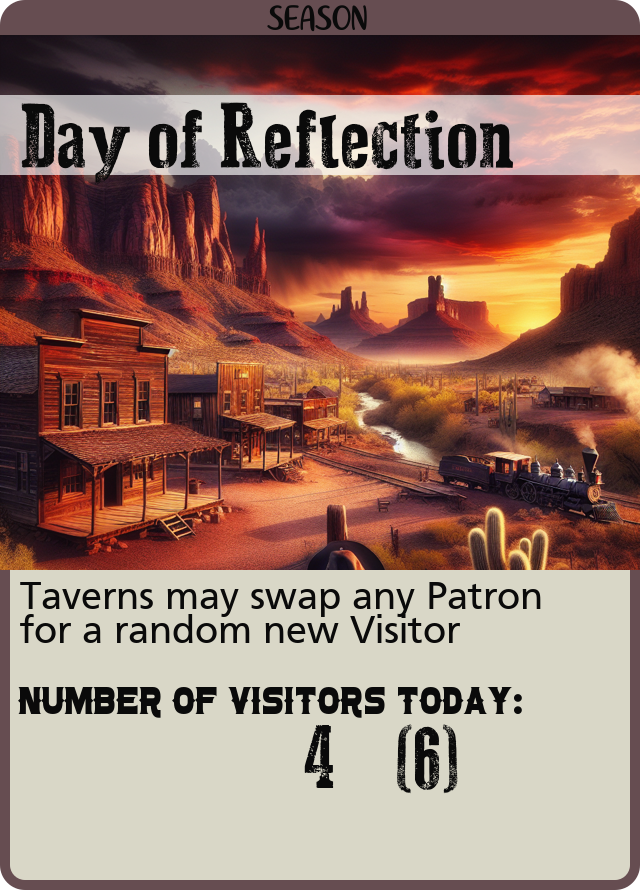 SEASON
Day of Reflection
Taverns may swap any Patron
for a random new Visitor
NUMBER OF VISITORS TODAY:
4 (6)